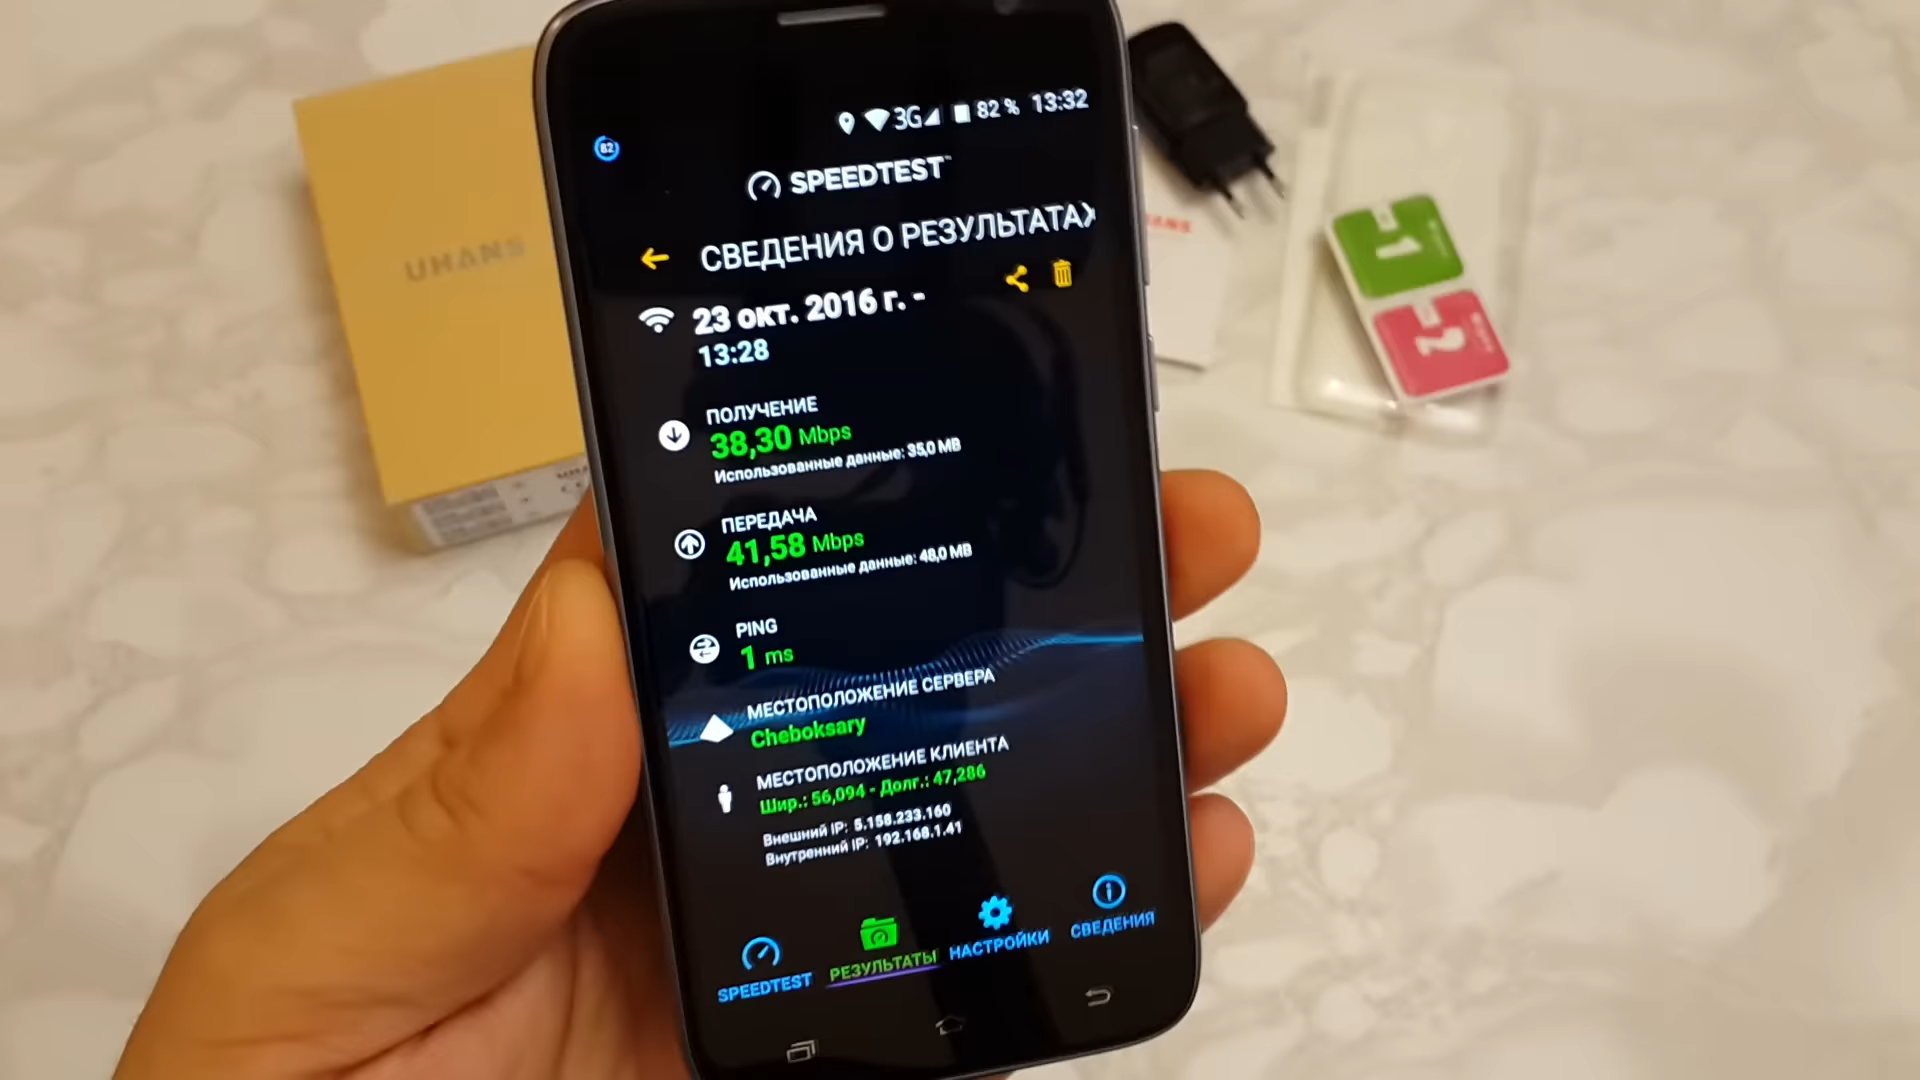 3G 82 % 13:32
82
SPEEDTEST
СВЕДЕНИЯ О РЕЗУЛЬТАТАХ
23 окт. 2016 г. -
13:28
ПОЛУЧЕНИЕ
38,30 Mbps
Использованные данные: 35,0 MB
ПЕРЕДАЧА
41,58 Mbps
Использованные данные: 48,0 MB
PING
1 ms
МЕСТОПОЛОЖЕНИЕ СЕРВЕРА
Cheboksary
МЕСТОПОЛОЖЕНИЕ КЛИЕНТА
Шир.: 56,094 - Долг.: 47,286
Внешний IP: 5.158.233.160
Внутренний IP: 192.168.1.41
SPEEDTEST
РЕЗУЛЬТАТЫ
НАСТРОЙКИ
СВЕДЕНИЯ
UHANS
1
2